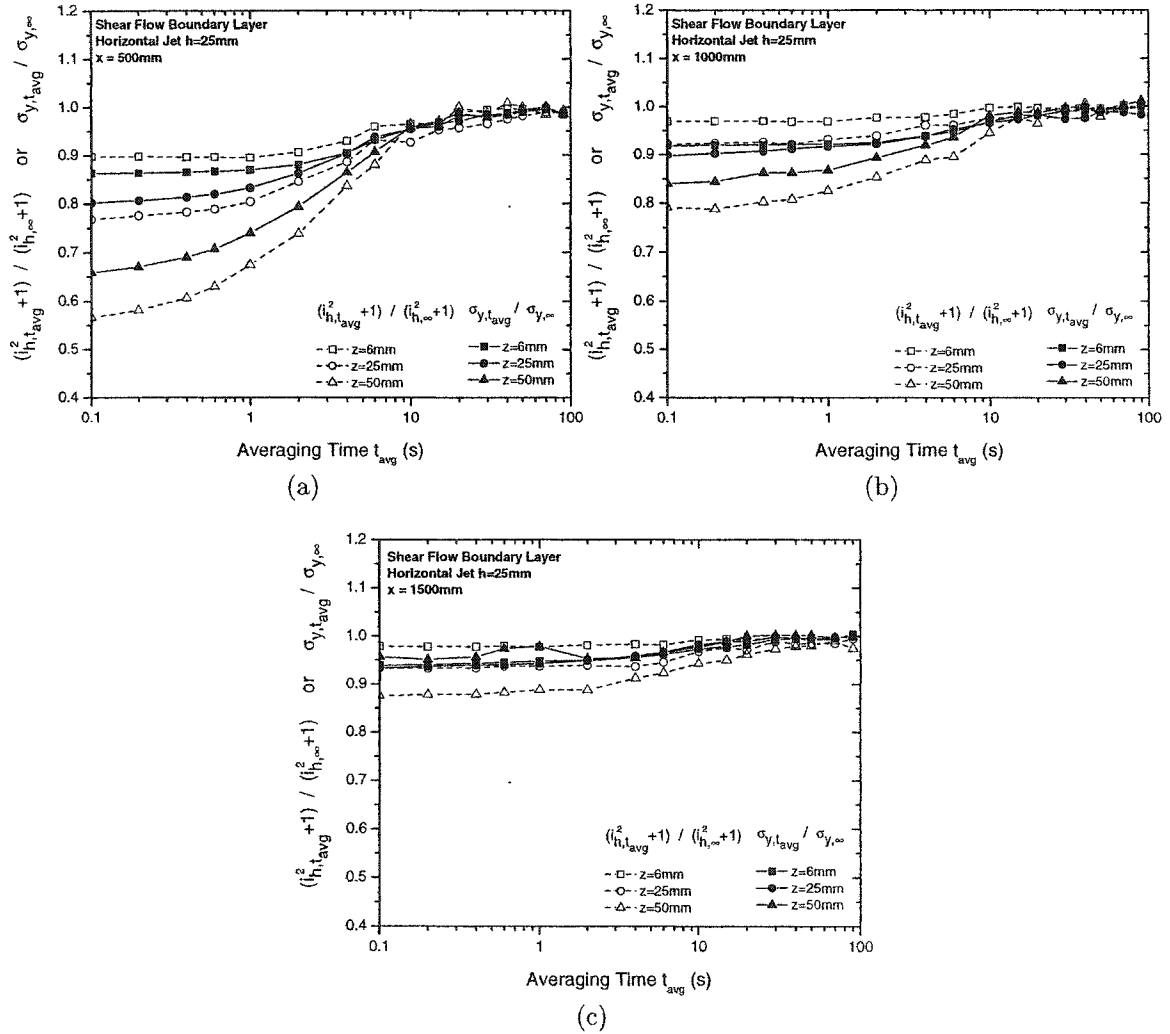 Shear Flow Boundary Layer
Horizontal Jet h=25mm
x = 500mm
(i²h,tavg +1) / (i²h,∞ +1) or σy,tavg / σy,∞
1.2
1.1
1.0
0.9
0.8
0.7
0.6
0.5
0.4
(i²h,tavg +1) / (i²h,∞ +1) σy,tavg / σy,∞
z=6mm z=6mm
z=25mm z=25mm
z=50mm z=50mm
0.1 1 10 100
Averaging Time tavg (s)
(a)
Shear Flow Boundary Layer
Horizontal Jet h=25mm
x = 1000mm
(i²h,tavg +1) / (i²h,∞ +1) or σy,tavg / σy,∞
1.2
1.1
1.0
0.9
0.8
0.7
0.6
0.5
0.4
(i²h,tavg +1) / (i²h,∞ +1) σy,tavg / σy,∞
z=6mm z=6mm
z=25mm z=25mm
z=50mm z=50mm
0.1 1 10 100
Averaging Time tavg (s)
(b)
Shear Flow Boundary Layer
Horizontal Jet h=25mm
x = 1500mm
(i²h,tavg +1) / (i²h,∞ +1) or σy,tavg / σy,∞
1.2
1.1
1.0
0.9
0.8
0.7
0.6
0.5
0.4
(i²h,tavg +1) / (i²h,∞ +1) σy,tavg / σy,∞
z=6mm z=6mm
z=25mm z=25mm
z=50mm z=50mm
0.1 1 10 100
Averaging Time tavg (s)
(c)